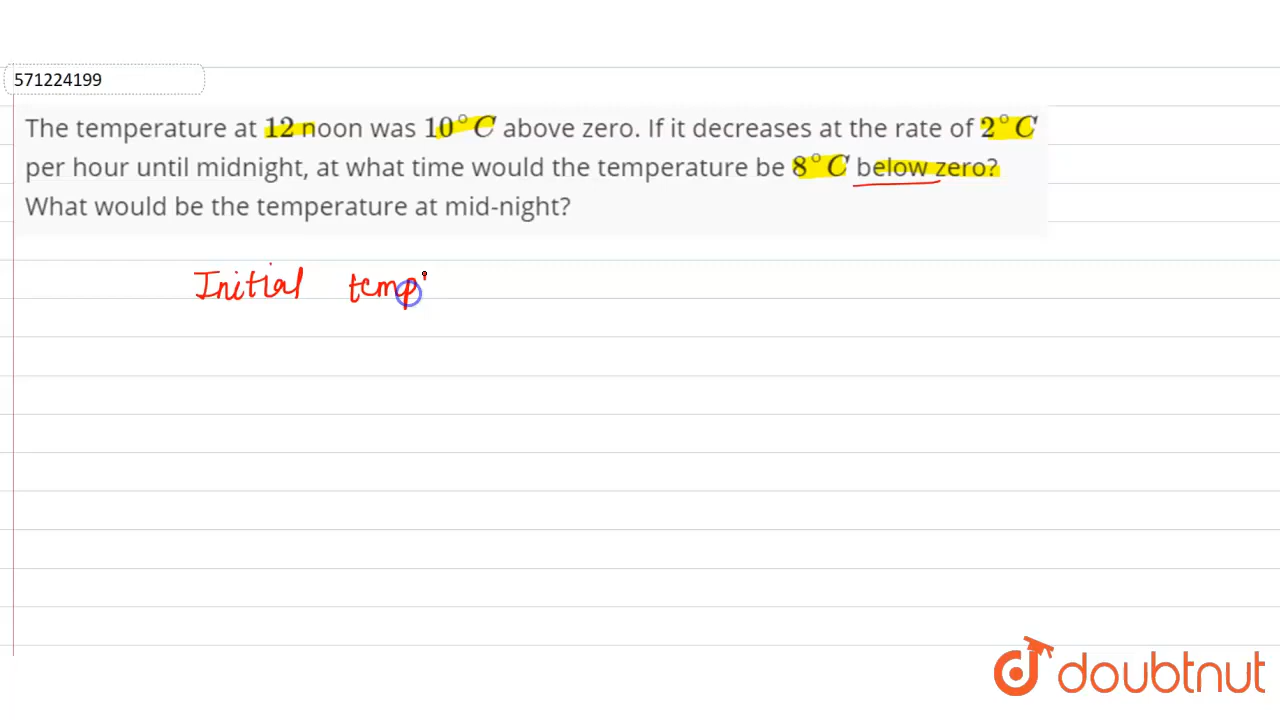 571224199
The temperature at 12 noon was 10°C above zero. If it decreases at the rate of 2°C
per hour until midnight, at what time would the temperature be 8°C below zero?
What would be the temperature at mid-night?
Initial temp
doubtnut